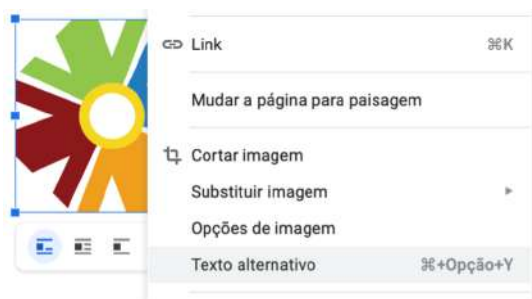 Link ⌘K
Mudar a página para paisagem
Cortar imagem
Substituir imagem
Opções de imagem
Texto alternativo ⌘+Opção+Y